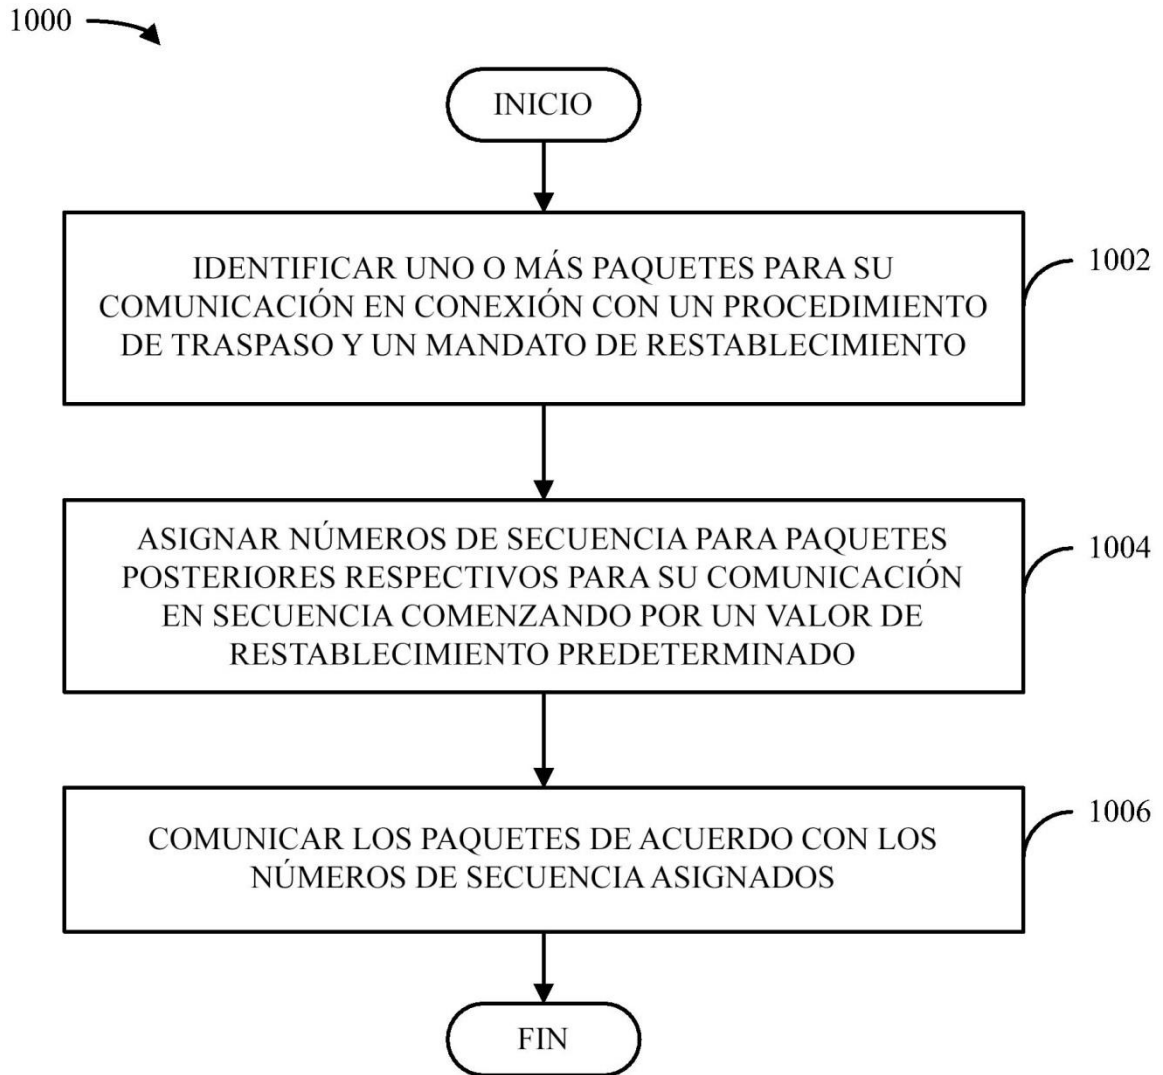 1000
INICIO
IDENTIFICAR UNO O MÁS PAQUETES PARA SU
COMUNICACIÓN EN CONEXIÓN CON UN PROCEDIMIENTO
DE TRASPASO Y UN MANDATO DE RESTABLECIMIENTO
1002
ASIGNAR NÚMEROS DE SECUENCIA PARA PAQUETES
POSTERIORES RESPECTIVOS PARA SU COMUNICACIÓN
EN SECUENCIA COMENZANDO POR UN VALOR DE
RESTABLECIMIENTO PREDETERMINADO
1004
COMUNICAR LOS PAQUETES DE ACUERDO CON LOS
NÚMEROS DE SECUENCIA ASIGNADOS
1006
FIN